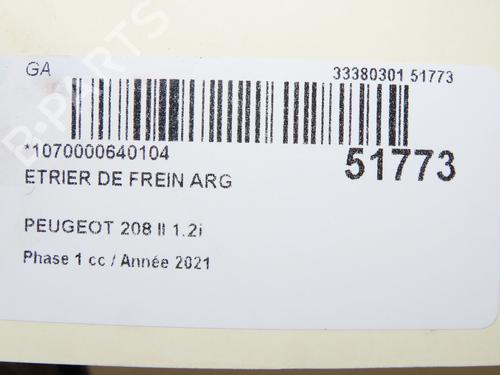 GA
33380301 51773
*1070000640104
51773
ETRIER DE FREIN ARG
PEUGEOT 208 II 1.2i
Phase 1 cc / Année 2021
B-PARTS